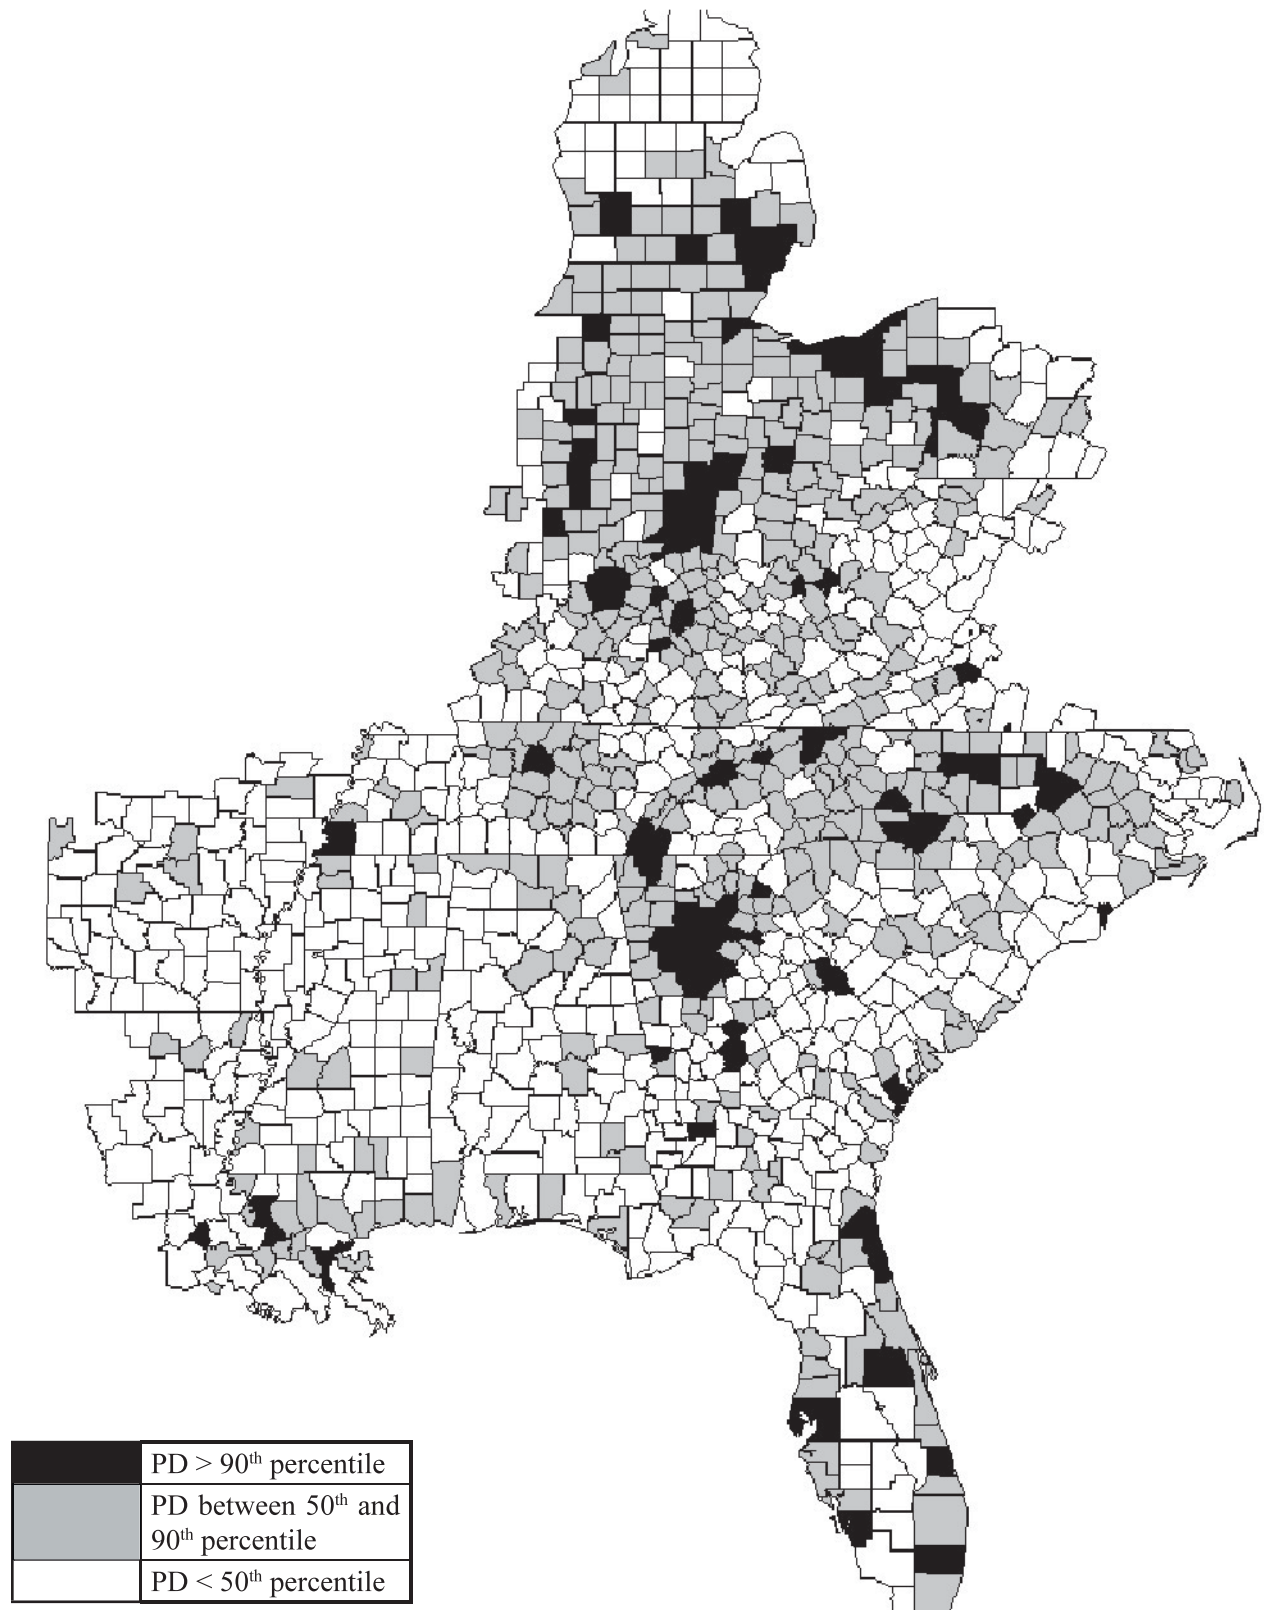 PD > 90th percentile
PD between 50th and
90th percentile
PD < 50th percentile